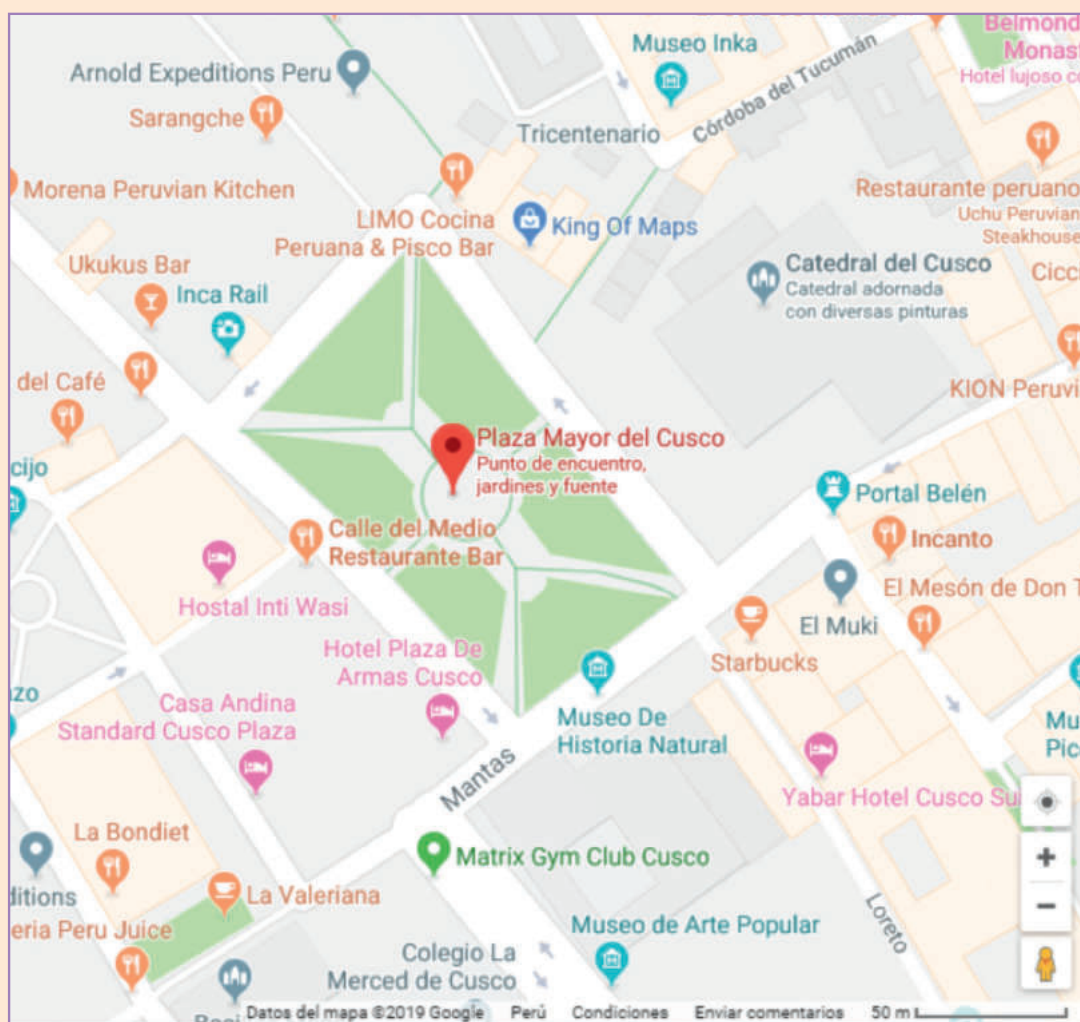 Belmond
Monast
Hotel lujoso co
Museo Inka
Córdoba del Tucumán
Arnold Expeditions Peru
Sarangche
Tricentenario
Morena Peruvian Kitchen
Restaurante peruano
Uchu Peruvian
Steakhouse
LIMO Cocina
Peruana & Pisco Bar
King Of Maps
Ukukus Bar
Inca Rail
Catedral del Cusco
Catedral adornada
con diversas pinturas
Cicci
del Café
KION Peruvi
Plaza Mayor del Cusco
Punto de encuentro,
jardines y fuente
cijo
Portal Belén
Calle del Medio
Restaurante Bar
Incanto
El Mesón de Don T
Hostal Inti Wasi
El Muki
Hotel Plaza De
Armas Cusco
Starbucks
azo
Casa Andina
Standard Cusco Plaza
Museo De
Historia Natural
Mu
Pic
Mantas
Yabar Hotel Cusco Su
La Bondiet
Matrix Gym Club Cusco
ditions
La Valeriana
eria Peru Juice
Museo de Arte Popular
Loreto
Colegio La
Merced de Cusco
Datos del mapa ©2019 Google Perú Condiciones Enviar comentarios 50 m